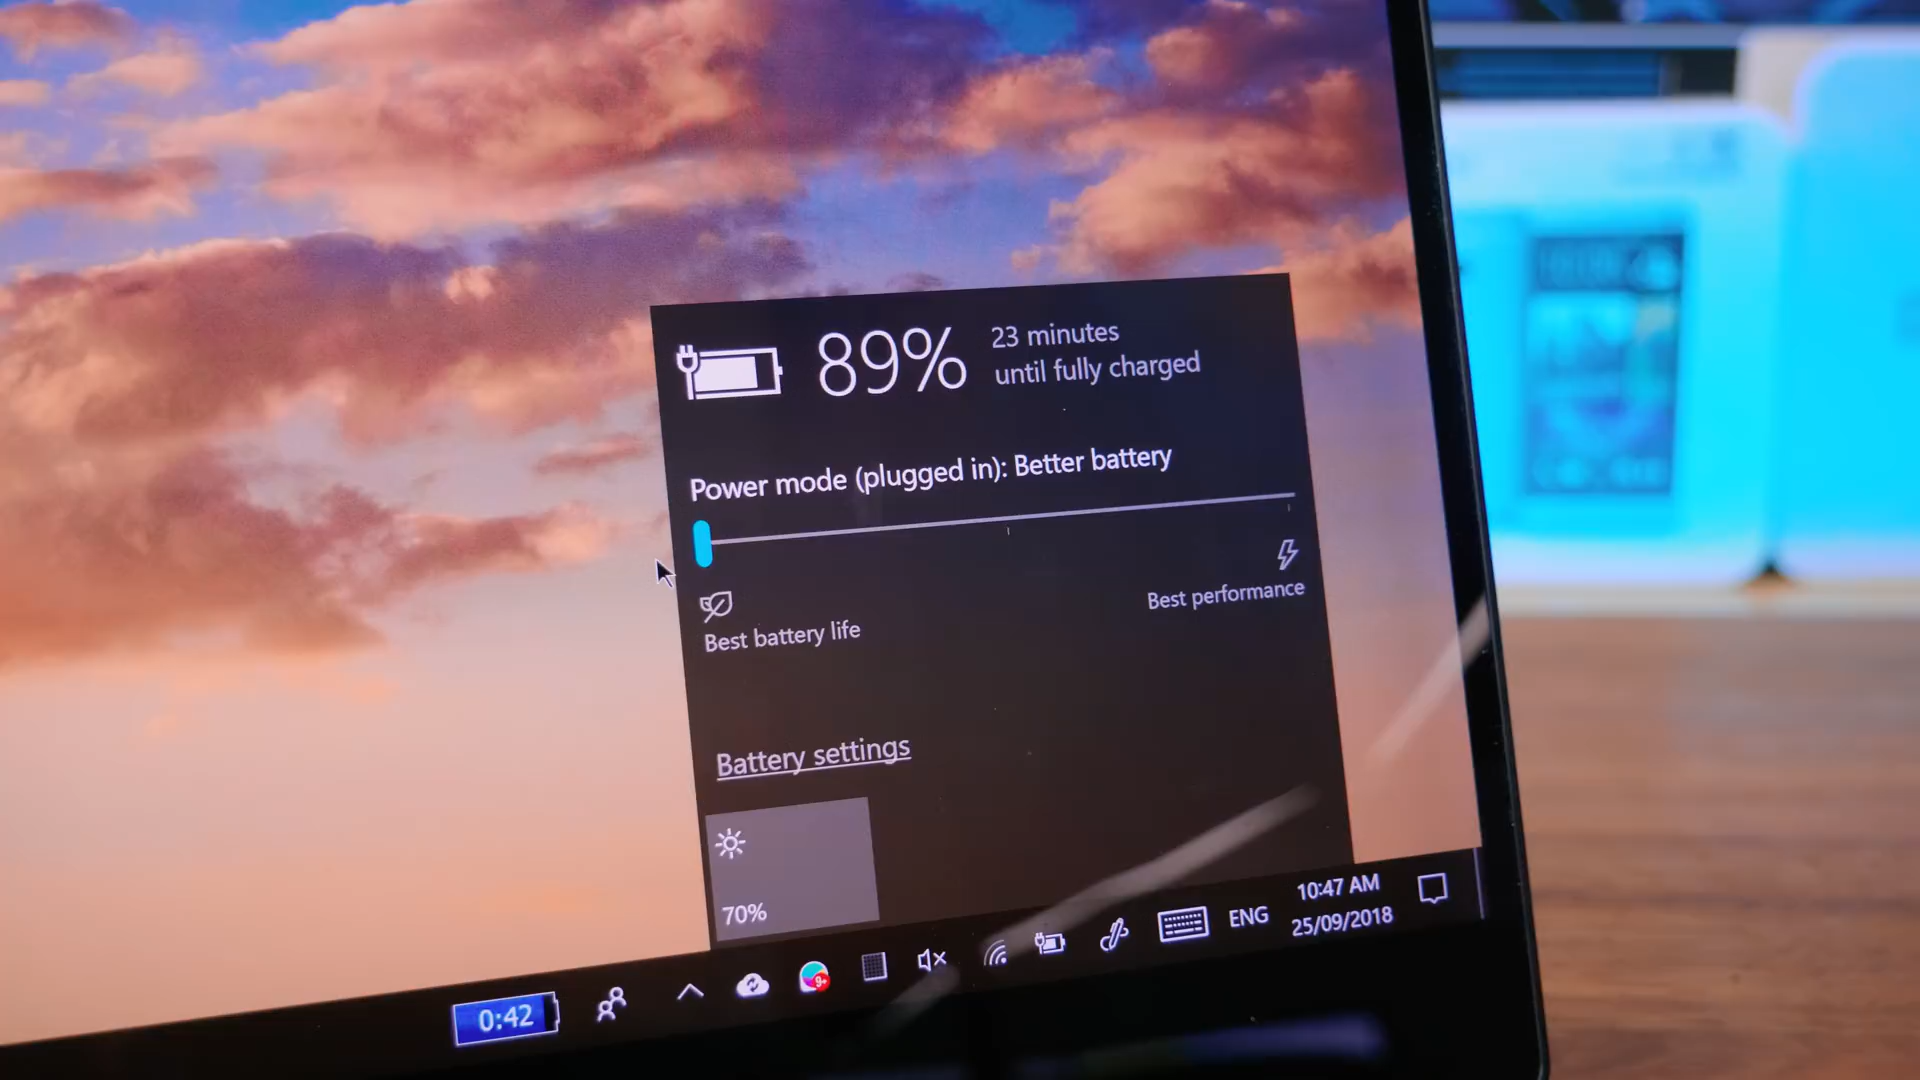 89%
23 minutes
until fully charged
Power mode (plugged in): Better battery
Best battery life
Best performance
Battery settings
70%
0:42
9+
ENG
10:47 AM
25/09/2018